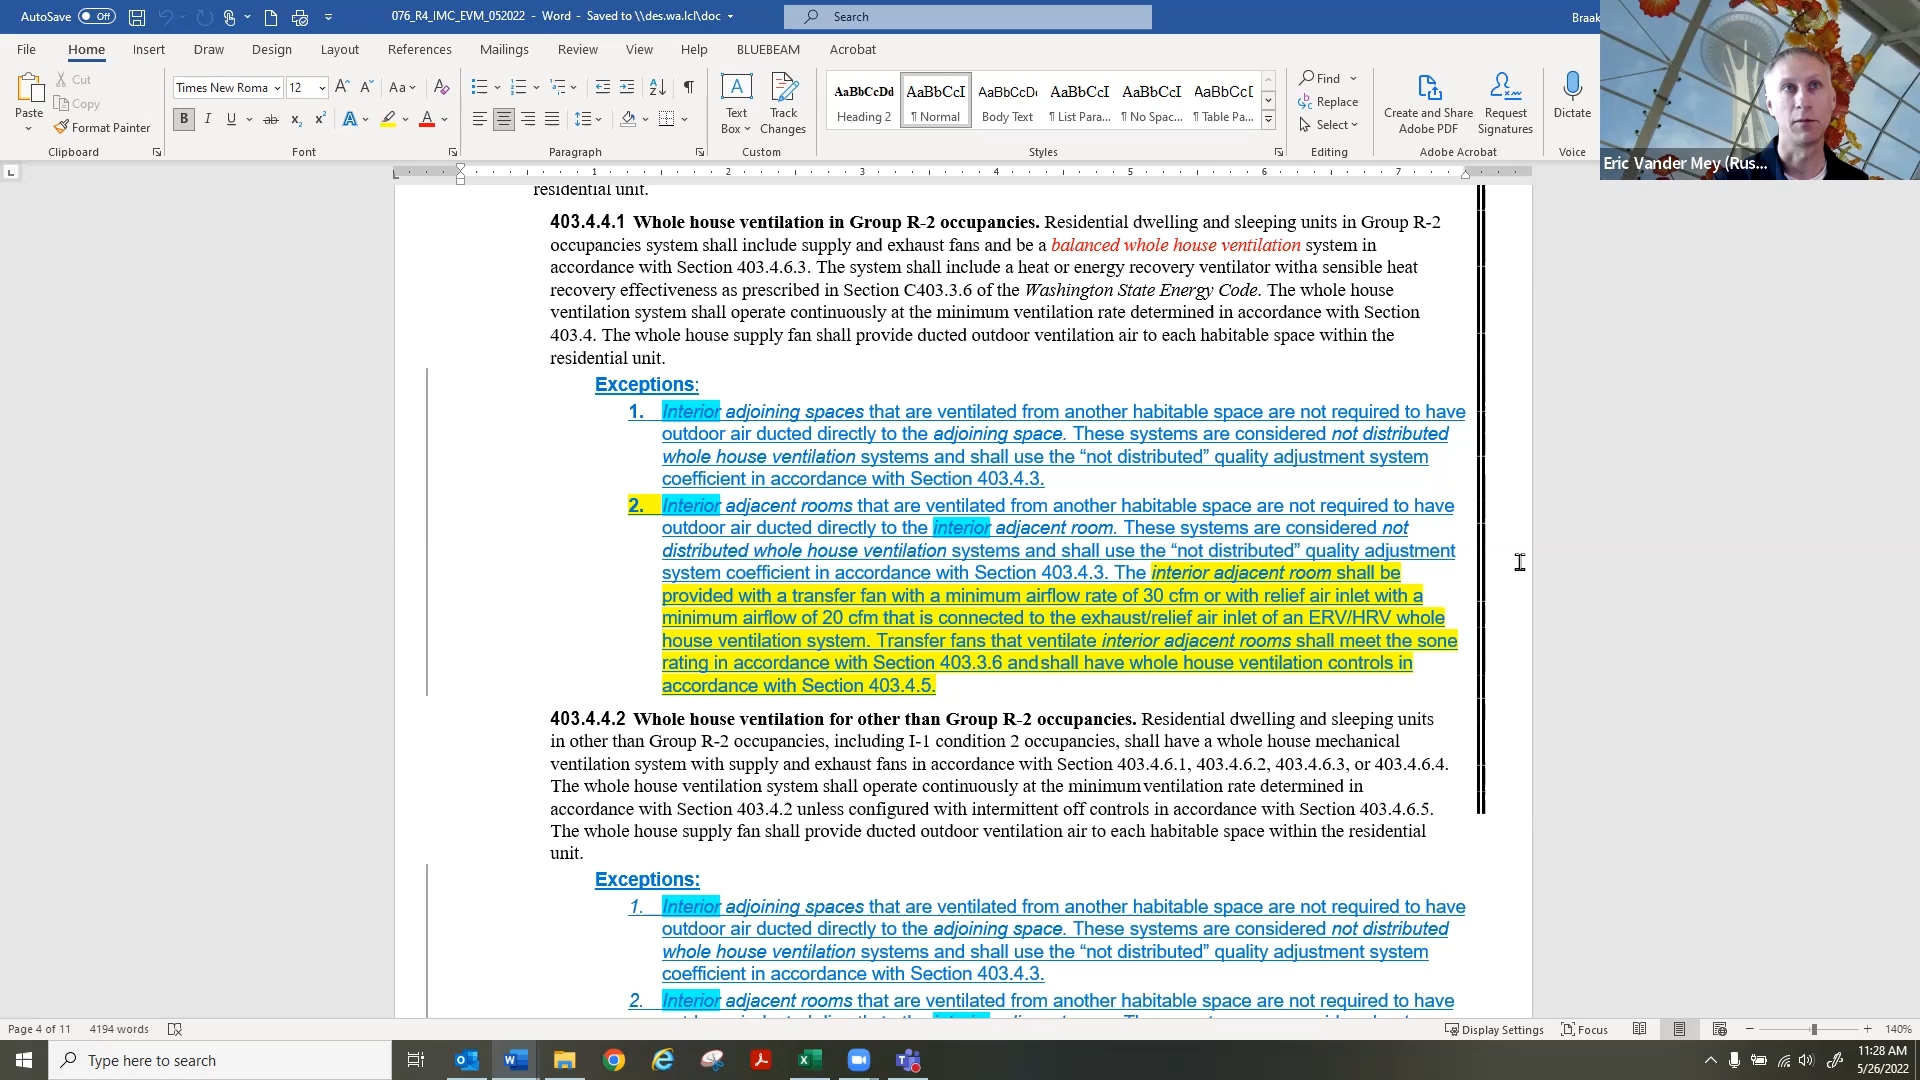 AutoSave Off 076_R4_IMC_EVM_052022 - Word - Saved to \\des.wa.lcl\doc Search Braak
File Home Insert Draw Design Layout References Mailings Review View Help BLUEBEAM Acrobat
Paste Cut Copy Format Painter
Times New Roma 12
Text Box Track Changes
AaBbCcDd AaBbCcI AaBbCcDc AaBbCcI AaBbCcI AaBbCcI
Heading 2 ¶ Normal Body Text ¶ List Para... ¶ No Spac... ¶ Table Pa...
Find Replace Select
Create and Share Adobe PDF Request Signatures Dictate
Clipboard Font Paragraph Custom Styles Editing Adobe Acrobat Voice
Eric Vander Mey (Rus...
1 1 2 3 4 5 6 7
residential unit.
403.4.4.1 Whole house ventilation in Group R-2 occupancies. Residential dwelling and sleeping units in Group R-2
occupancies system shall include supply and exhaust fans and be a balanced whole house ventilation system in
accordance with Section 403.4.6.3. The system shall include a heat or energy recovery ventilator witha sensible heat
recovery effectiveness as prescribed in Section C403.3.6 of the Washington State Energy Code. The whole house
ventilation system shall operate continuously at the minimum ventilation rate determined in accordance with Section
403.4. The whole house supply fan shall provide ducted outdoor ventilation air to each habitable space within the
residential unit.
Exceptions:
1. Interior adjoining spaces that are ventilated from another habitable space are not required to have
outdoor air ducted directly to the adjoining space. These systems are considered not distributed
whole house ventilation systems and shall use the “not distributed” quality adjustment system
coefficient in accordance with Section 403.4.3.
2. Interior adjacent rooms that are ventilated from another habitable space are not required to have
outdoor air ducted directly to the interior adjacent room. These systems are considered not
distributed whole house ventilation systems and shall use the “not distributed” quality adjustment
system coefficient in accordance with Section 403.4.3. The interior adjacent room shall be
provided with a transfer fan with a minimum airflow rate of 30 cfm or with relief air inlet with a
minimum airflow of 20 cfm that is connected to the exhaust/relief air inlet of an ERV/HRV whole
house ventilation system. Transfer fans that ventilate interior adjacent rooms shall meet the sone
rating in accordance with Section 403.3.6 andshall have whole house ventilation controls in
accordance with Section 403.4.5.
403.4.4.2 Whole house ventilation for other than Group R-2 occupancies. Residential dwelling and sleeping units
in other than Group R-2 occupancies, including I-1 condition 2 occupancies, shall have a whole house mechanical
ventilation system with supply and exhaust fans in accordance with Section 403.4.6.1, 403.4.6.2, 403.4.6.3, or 403.4.6.4.
The whole house ventilation system shall operate continuously at the minimum ventilation rate determined in
accordance with Section 403.4.2 unless configured with intermittent off controls in accordance with Section 403.4.6.5.
The whole house supply fan shall provide ducted outdoor ventilation air to each habitable space within the residential
unit.
Exceptions:
1. Interior adjoining spaces that are ventilated from another habitable space are not required to have
outdoor air ducted directly to the adjoining space. These systems are considered not distributed
whole house ventilation systems and shall use the “not distributed” quality adjustment system
coefficient in accordance with Section 403.4.3.
2. Interior adjacent rooms that are ventilated from another habitable space are not required to have
Page 4 of 11 4194 words Display Settings Focus 140%
Type here to search 11:28 AM
5/26/2022